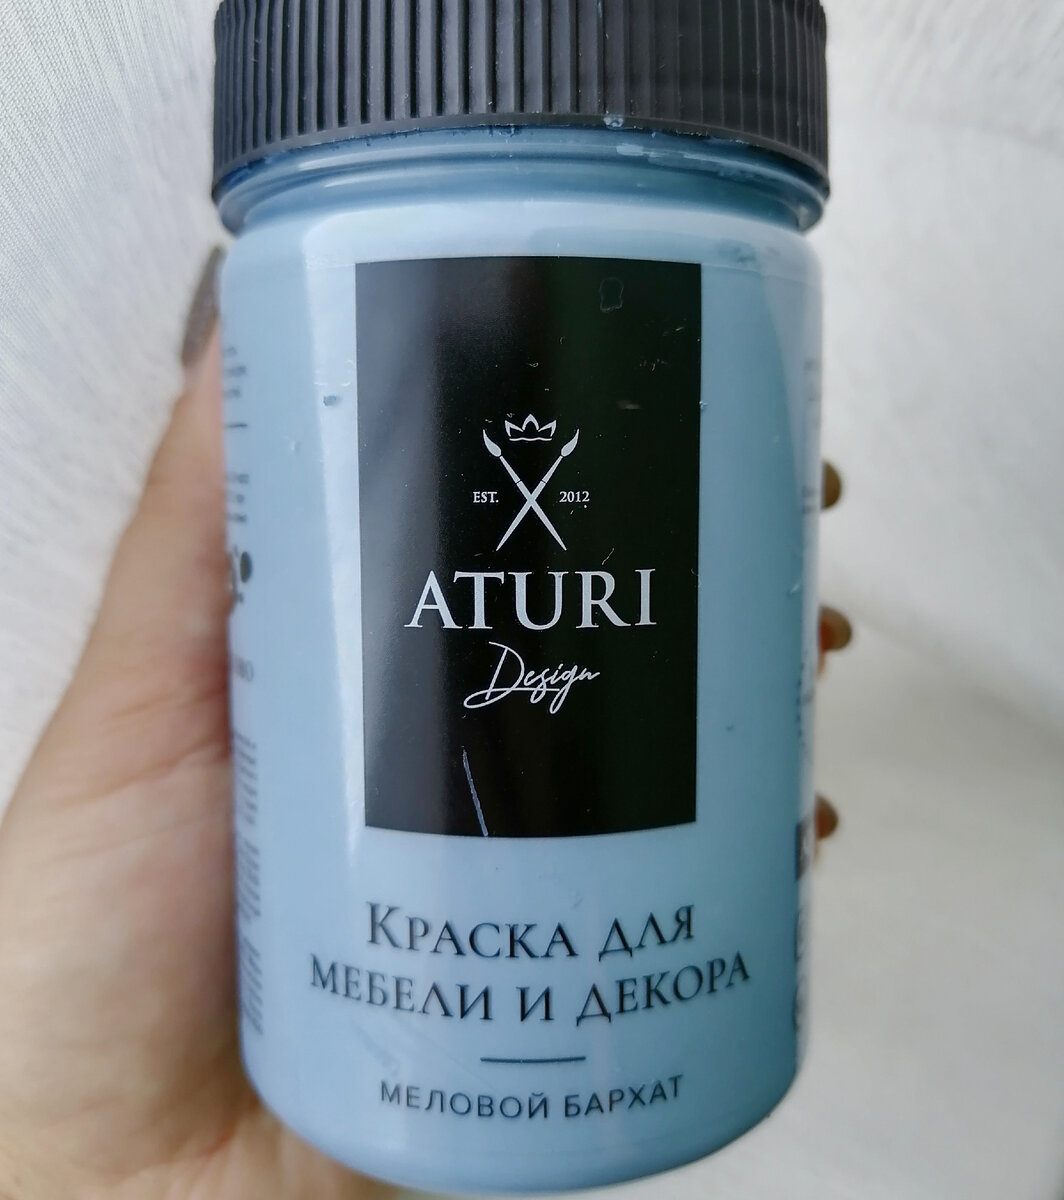 EST. 2012
ATURI
Design
КРАСКА ДЛЯ
МЕБЕЛИ И ДЕКОРА
МЕЛОВОЙ БАРХАТ